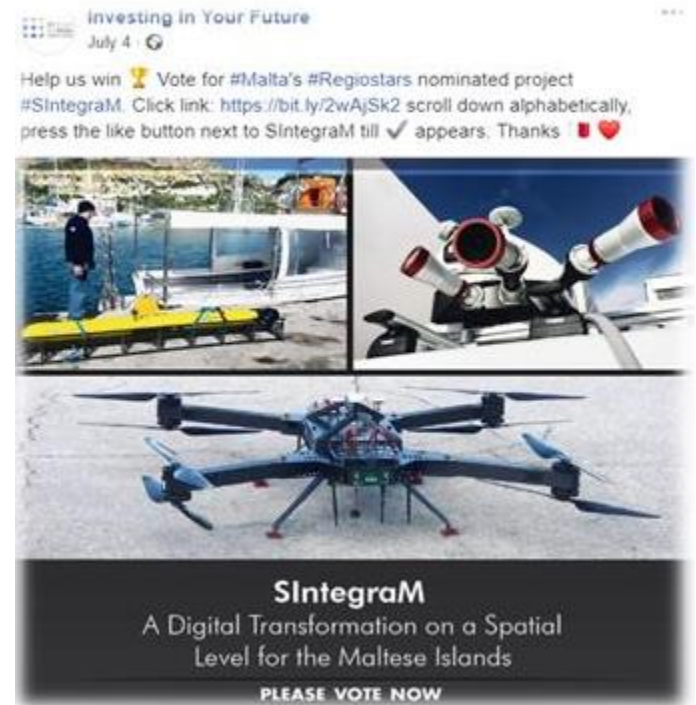 Investing in Your Future
July 4
Help us win 🏆 Vote for #Malta's #Regiostars nominated project
#SIntegraM. Click link: https://bit.ly/2wAjSk2 scroll down alphabetically,
press the like button next to SIntegraM till ✔ appears. Thanks 🇲🇹 ❤
SIntegraM
A Digital Transformation on a Spatial
Level for the Maltese Islands
PLEASE VOTE NOW